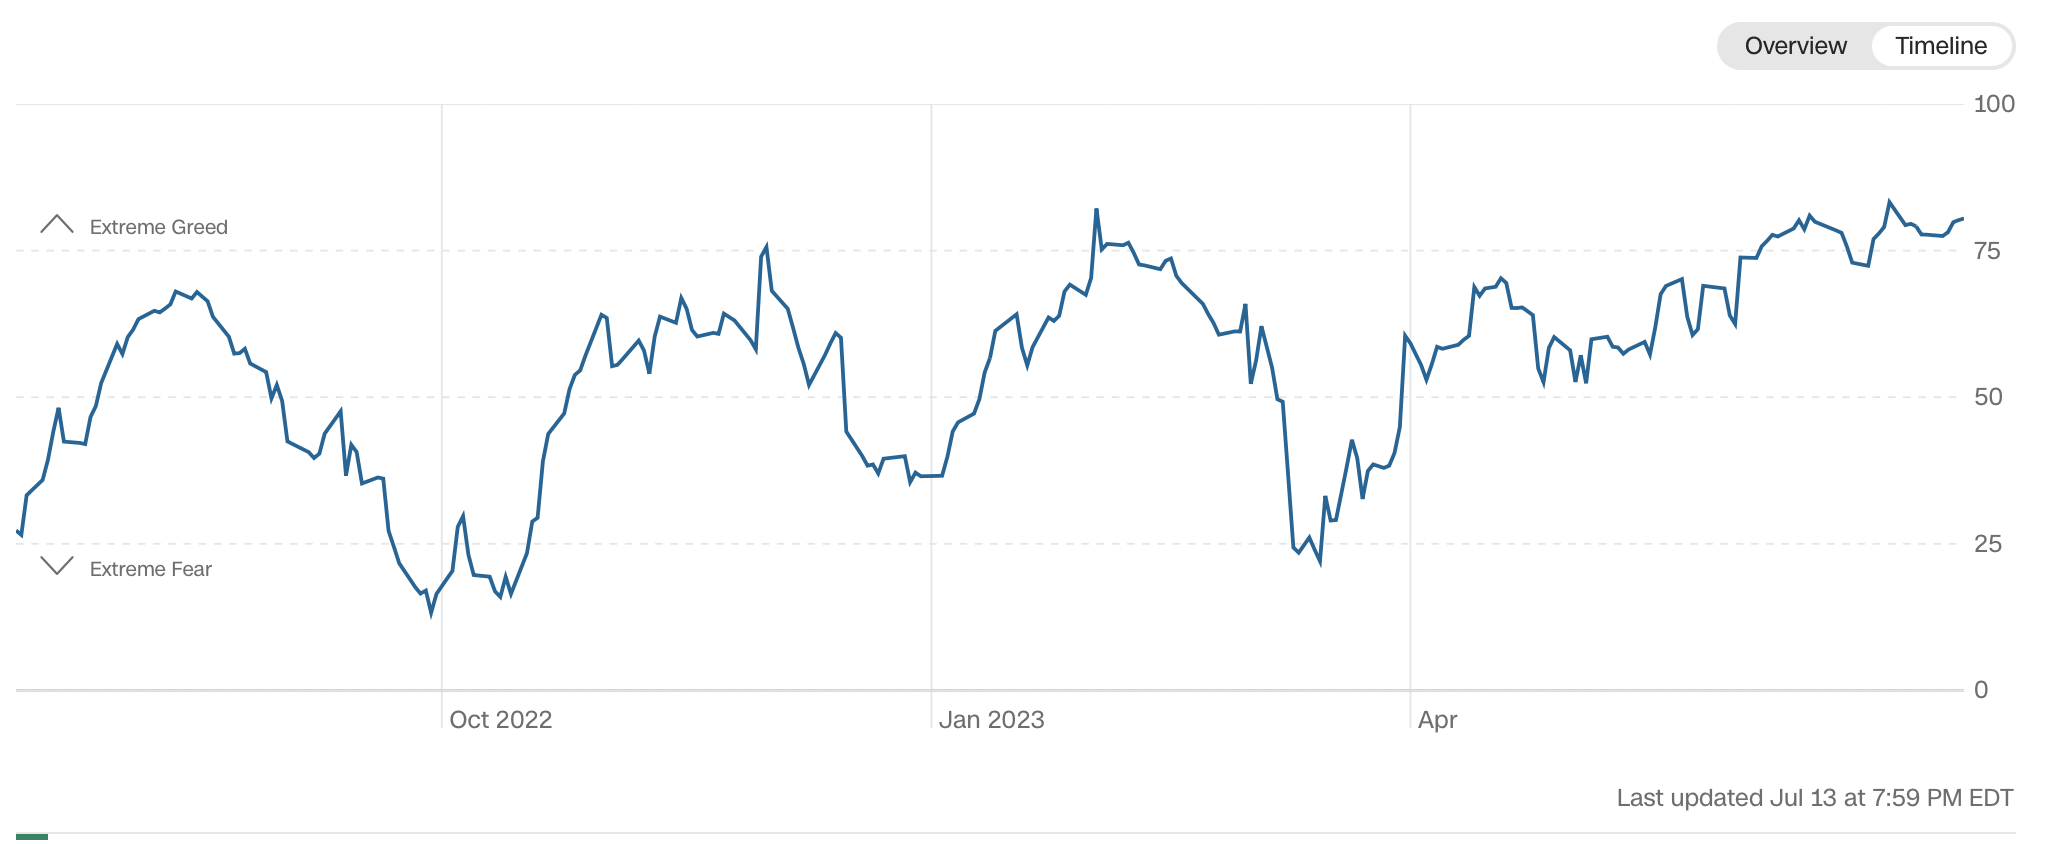 Overview Timeline
100
Extreme Greed
75
50
25
Extreme Fear
0
Oct 2022 Jan 2023 Apr
Last updated Jul 13 at 7:59 PM EDT